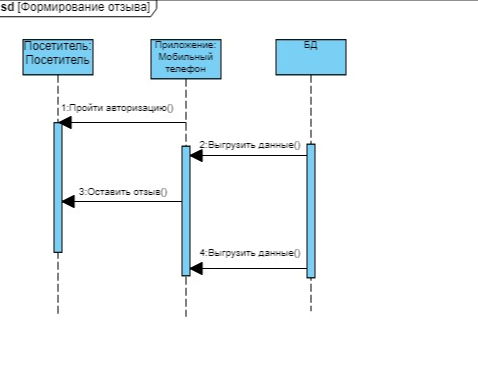 sd [Формирование отзыва]
Посетитель:
Посетитель
Приложение:
Мобильный
телефон
БД
1:Пройти авторизацию()
2:Выгрузить данные()
3:Оставить отзыв()
4:Выгрузить данные()